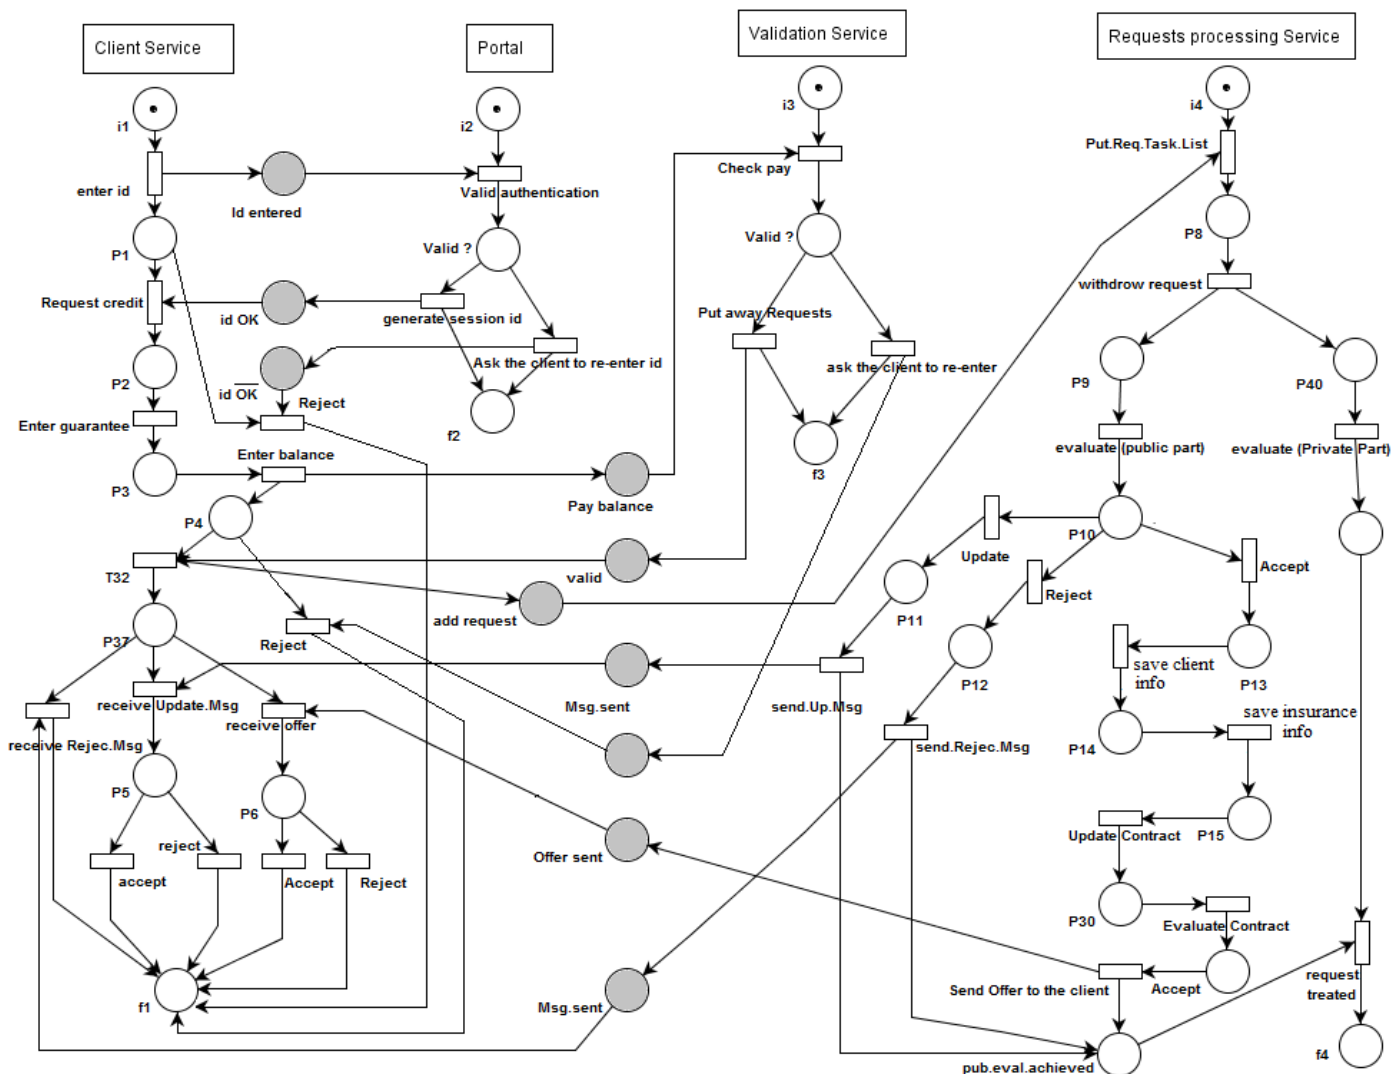 Client Service
Portal
Validation Service
Requests processing Service
i1
i2
i3
i4
enter id
Id entered
Valid authentication
Check pay
Put.Req.Task.List
P1
Valid ?
Valid ?
P8
Request credit
id OK
generate session id
Put away Requests
withdrow request
P2
id OK
Reject
Ask the client to re-enter id
ask the client to re-enter
P9
P40
Enter guarantee
f2
evaluate (public part)
evaluate (Private Part)
P3
Enter balance
Pay balance
f3
P4
P10
Update
Accept
T32
valid
Reject
add request
P11
P37
Reject
P12
P13
save client
info
receive Update.Msg
Msg.sent
send.Up.Msg
receive offer
save insurance
info
receive Rejec.Msg
send.Rejec.Msg
P14
P5
P6
reject
Offer sent
Update Contract
P15
accept
Accept
Reject
P30
Evaluate Contract
request
treated
Send Offer to the client
Accept
f1
Msg.sent
pub.eval.achieved
f4